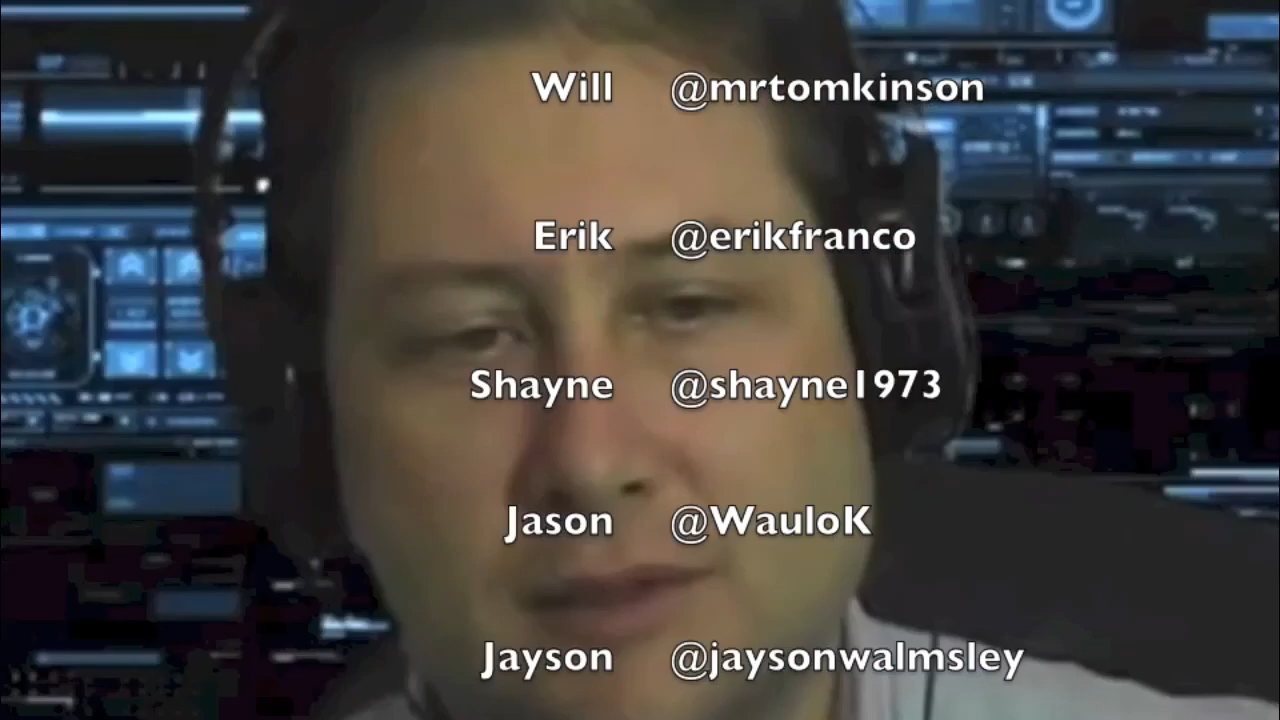 Will @mrtomkinson
Erik @erikfranco
Shayne @shayne1973
Jason @WauloK
Jayson @jaysonwalmsley